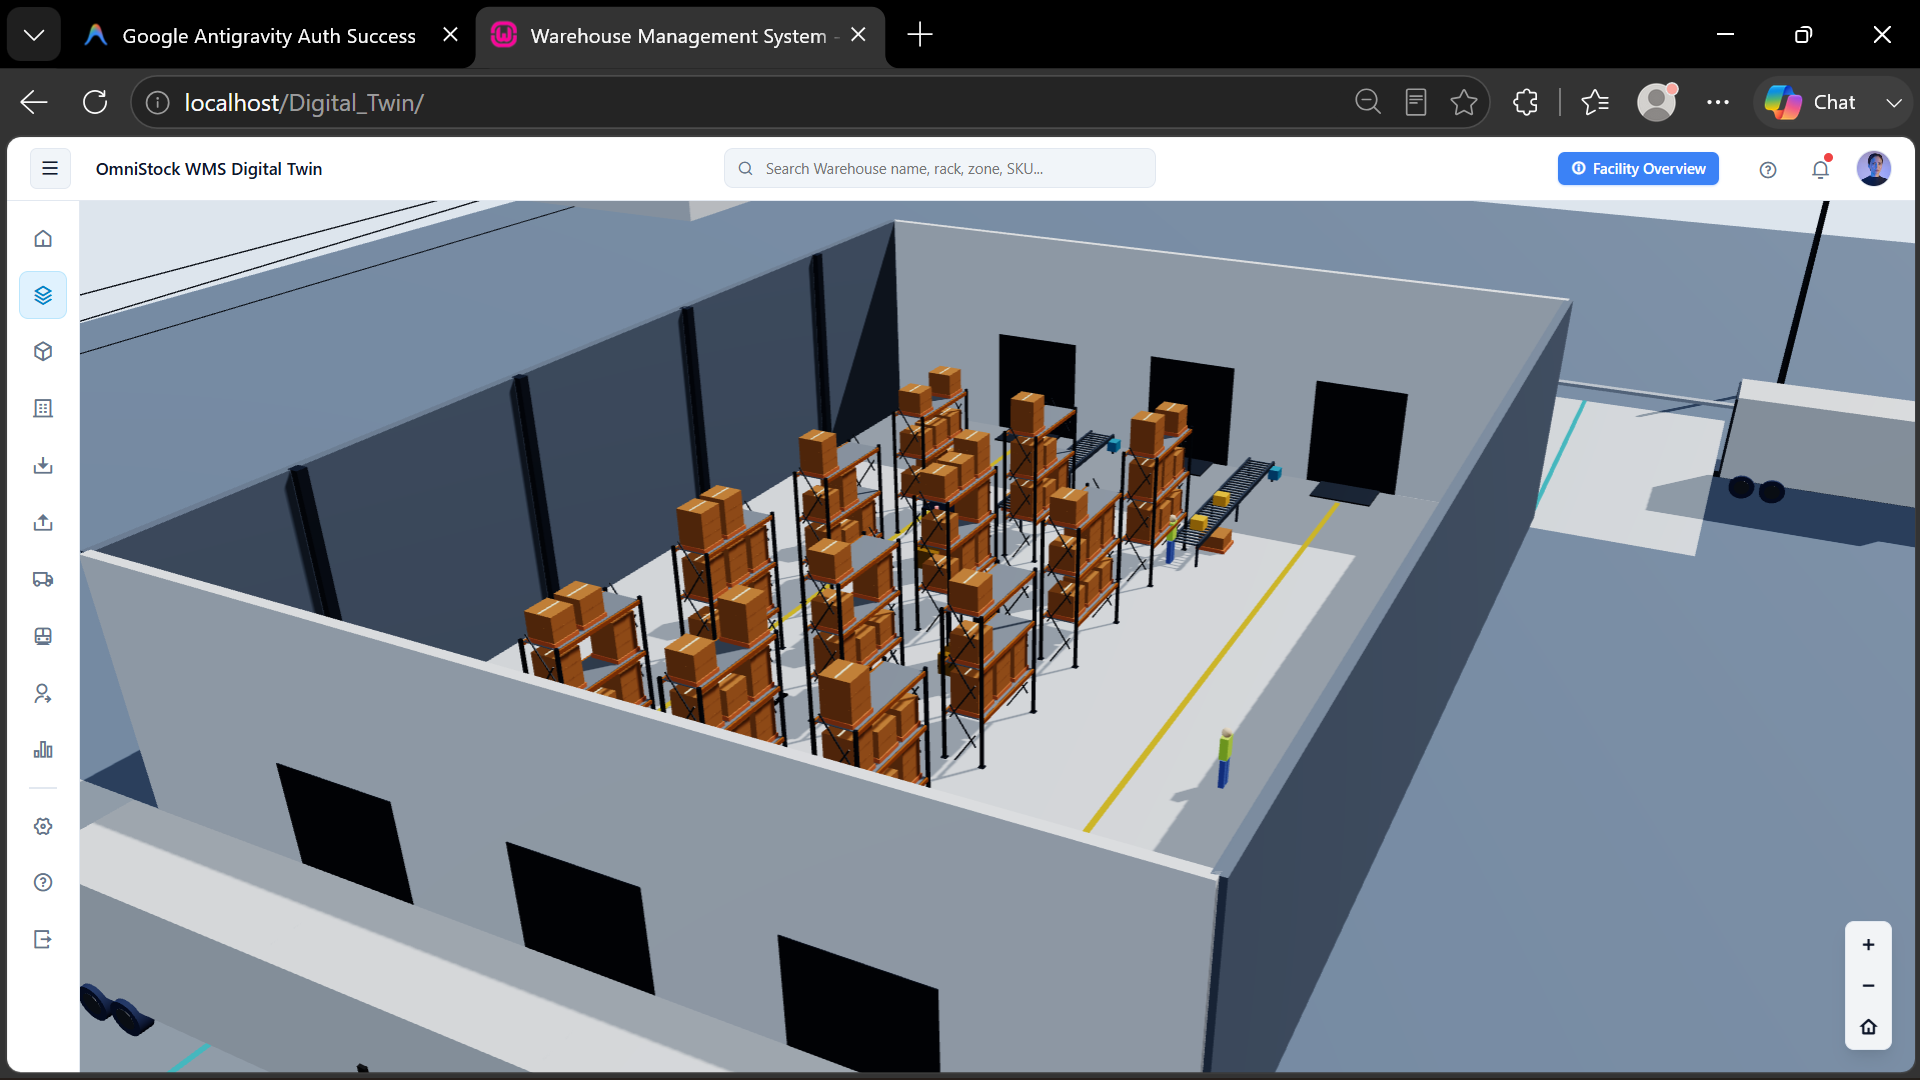 Google Antigravity Auth Success
Warehouse Management System -
localhost/Digital_Twin/
Chat
OmniStock WMS Digital Twin
Search Warehouse name, rack, zone, SKU...
Facility Overview